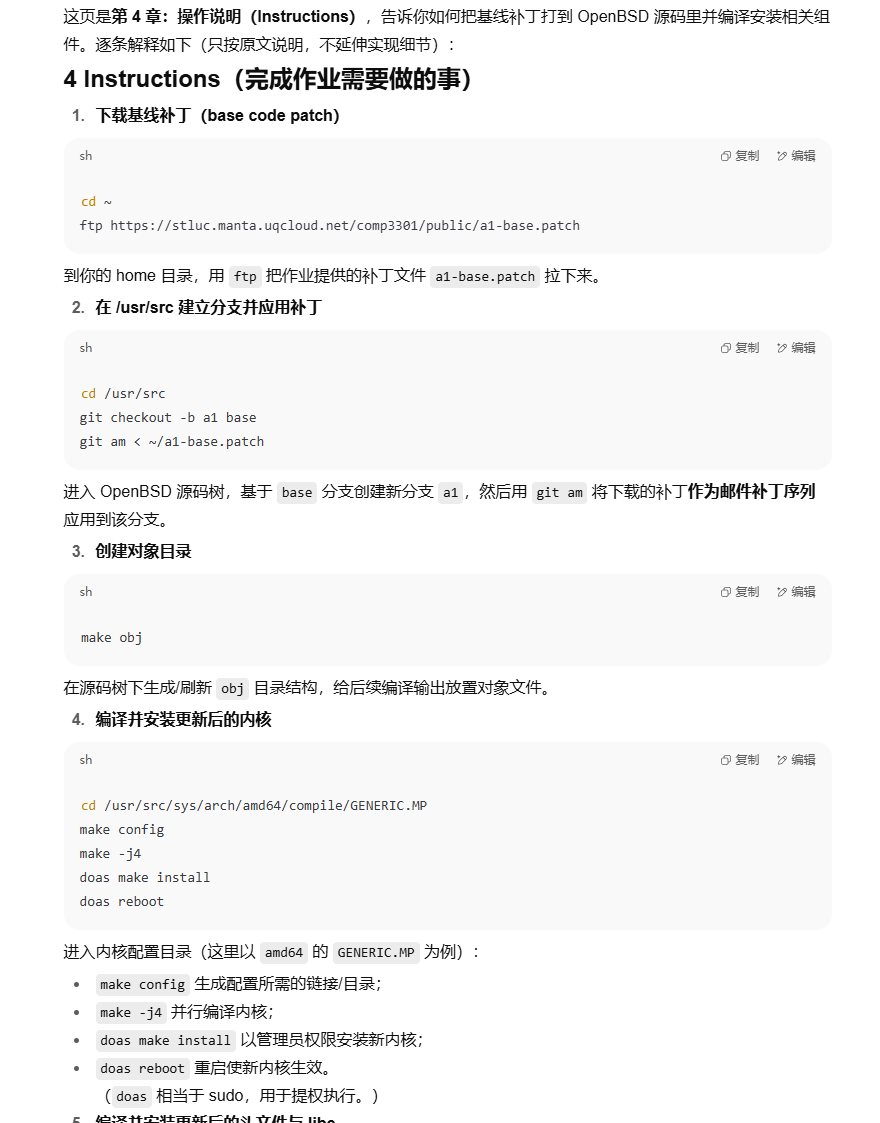 这页是第 4 章：操作说明（Instructions），告诉你如何把基线补丁打到 OpenBSD 源码里并编译安装相关组
件。逐条解释如下（只按原文说明，不延伸实现细节）：
4 Instructions（完成作业需要做的事）
1. 下载基线补丁（base code patch）
sh 复制 编辑
cd ~
ftp https://stluc.manta.uqcloud.net/comp3301/public/a1-base.patch
到你的 home 目录，用 ftp 把作业提供的补丁文件 a1-base.patch 拉下来。
2. 在 /usr/src 建立分支并应用补丁
sh 复制 编辑
cd /usr/src
git checkout -b a1 base
git am < ~/a1-base.patch
进入 OpenBSD 源码树，基于 base 分支创建新分支 a1，然后用 git am 将下载的补丁作为邮件补丁序列
应用到该分支。
3. 创建对象目录
sh 复制 编辑
make obj
在源码树下生成/刷新 obj 目录结构，给后续编译输出放置对象文件。
4. 编译并安装更新后的内核
sh 复制 编辑
cd /usr/src/sys/arch/amd64/compile/GENERIC.MP
make config
make -j4
doas make install
doas reboot
进入内核配置目录（这里以 amd64 的 GENERIC.MP 为例）：
• make config 生成配置所需的链接/目录；
• make -j4 并行编译内核；
• doas make install 以管理员权限安装新内核；
• doas reboot 重启使新内核生效。
（doas 相当于 sudo，用于提权执行。）
5. 编译并安装更新后的头文件与 libc